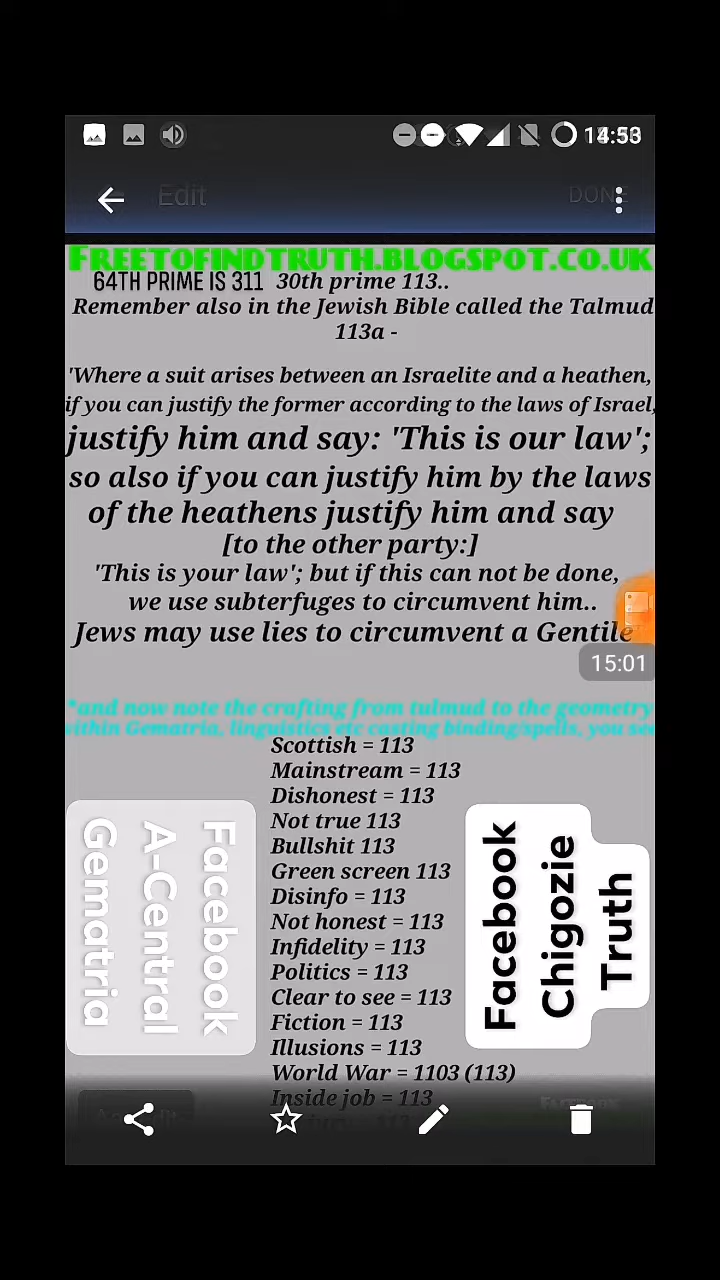 14:53
Edit
DONE
FREETOFINDTRUTH.BLOGSPOT.CO.UK
64TH PRIME IS 311 30th prime 113..
Remember also in the Jewish Bible called the Talmud
113a -
'Where a suit arises between an Israelite and a heathen,
if you can justify the former according to the laws of Israel,
justify him and say: 'This is our law';
so also if you can justify him by the laws
of the heathens justify him and say
[to the other party:]
'This is your law'; but if this can not be done,
we use subterfuges to circumvent him..
Jews may use lies to circumvent a Gentile
15:01
*and now note the crafting from tulmud to the geometry
within Gematria, linguistics etc casting binding/spells, you see
Scottish = 113
Mainstream = 113
Dishonest = 113
Not true 113
Bullshit 113
Green screen 113
Disinfo = 113
Not honest = 113
Infidelity = 113
Politics = 113
Clear to see = 113
Fiction = 113
Illusions = 113
World War = 1103 (113)
Inside job = 113
Facebook
A-Central
Gematria
Facebook
Chigozie
Truth